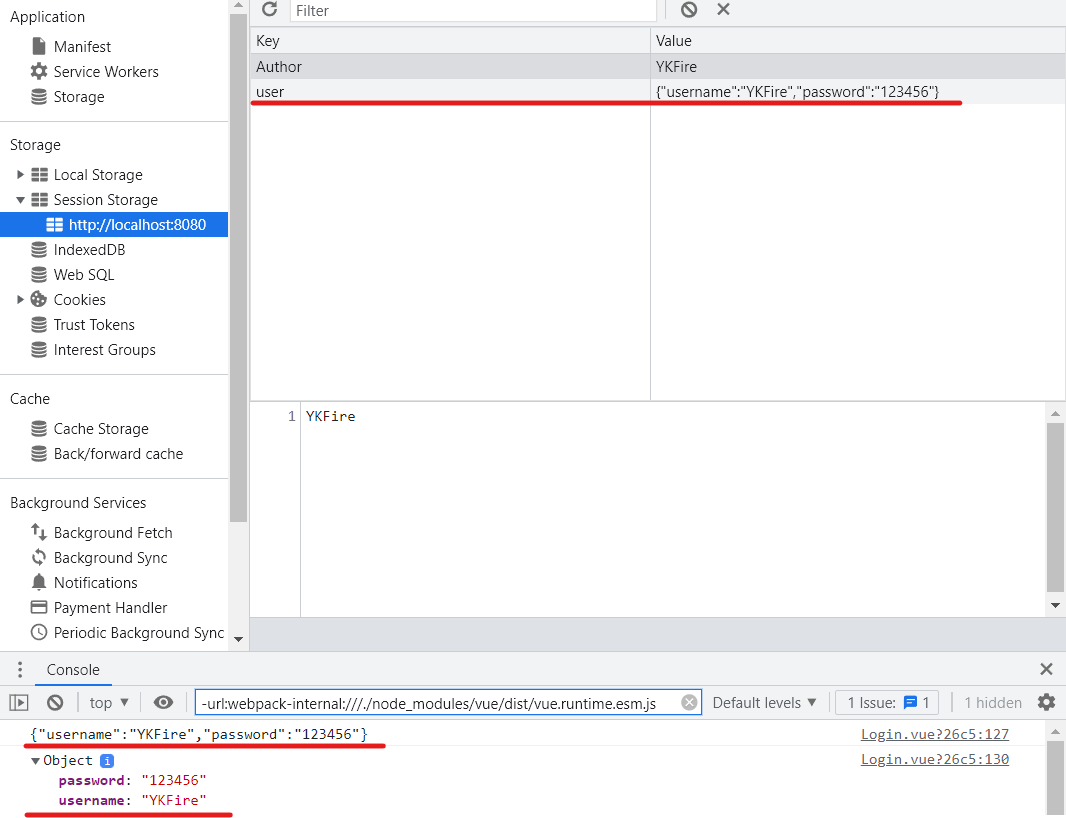 Application
Manifest
Service Workers
Storage
Storage
Local Storage
Session Storage
http://localhost:8080
IndexedDB
Web SQL
Cookies
Trust Tokens
Interest Groups
Cache
Cache Storage
Back/forward cache
Background Services
Background Fetch
Background Sync
Notifications
Payment Handler
Periodic Background Sync
Filter
Key Value
Author YKFire
user {"username":"YKFire","password":"123456"}
1 YKFire
Console
top -url:webpack-internal:///./node_modules/vue/dist/vue.runtime.esm.js Default levels 1 Issue: 1 1 hidden
{"username":"YKFire","password":"123456"} Login.vue?26c5:127
Object i Login.vue?26c5:130
password: "123456"
username: "YKFire"